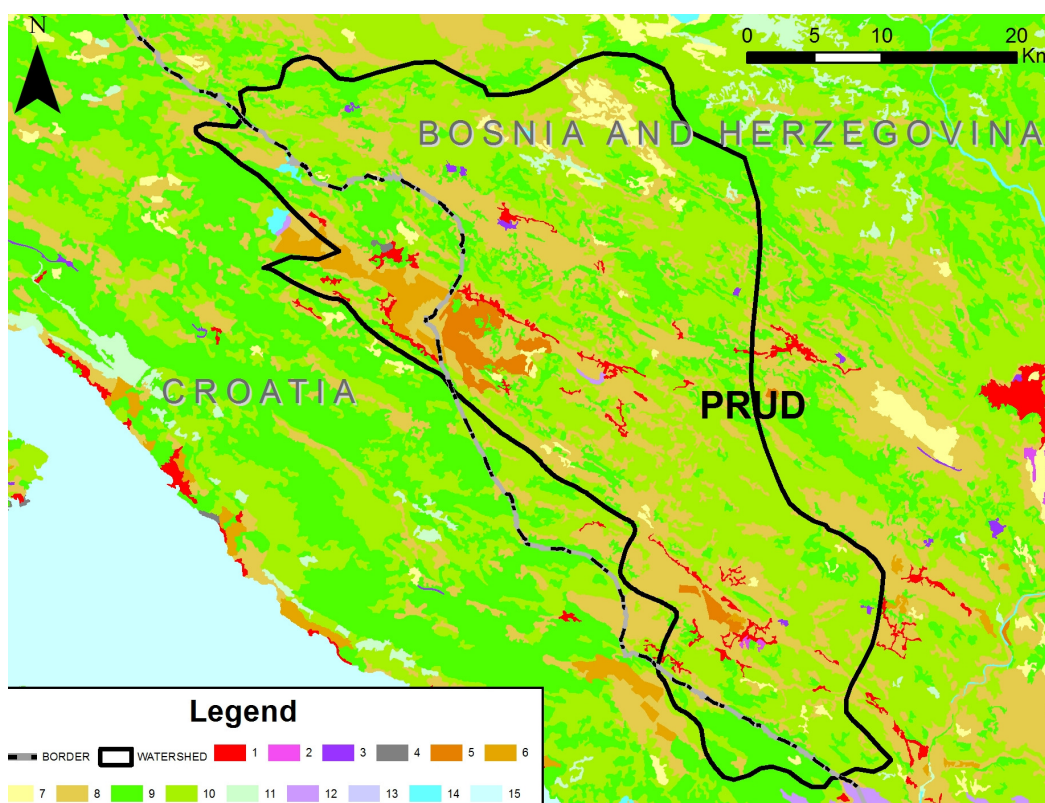 N
0 5 10 20
Km
BOSNIA AND HERZEGOVINA
CROATIA
PRUD
Legend
BORDER WATERSHED 1 2 3 4 5 6
7 8 9 10 11 12 13 14 15